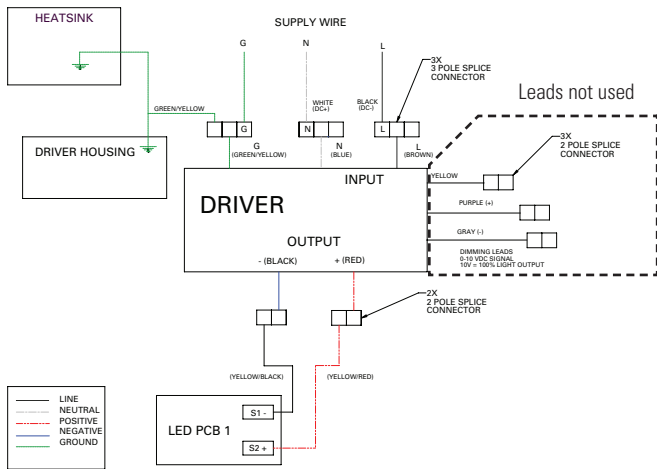 HEATSINK
SUPPLY WIRE
G
N
L
3X
3 POLE SPLICE
CONNECTOR
Leads not used
WHITE
(DC+)
BLACK
(DC-)
GREEN/YELLOW
G
N
L
3X
2 POLE SPLICE
CONNECTOR
DRIVER HOUSING
G
(GREEN/YELLOW)
N
(BLUE)
L
(BROWN)
INPUT
YELLOW
DRIVER
PURPLE (+)
OUTPUT
GRAY (-)
- (BLACK)
+ (RED)
DIMMING LEADS
0-10 VDC SIGNAL
10V = 100% LIGHT OUTPUT
2X
2 POLE SPLICE
CONNECTOR
(YELLOW/BLACK)
(YELLOW/RED)
LINE
NEUTRAL
POSITIVE
NEGATIVE
GROUND
S1 -
LED PCB 1
S2 +